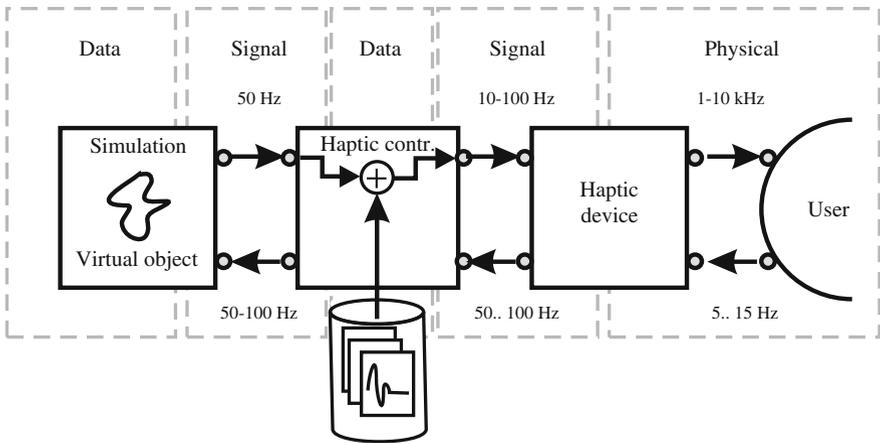 Data
Signal
Data
Signal
Physical
50 Hz
10-100 Hz
1-10 kHz
Simulation
Haptic contr.
+
Haptic
device
User
Virtual object
50-100 Hz
50.. 100 Hz
5.. 15 Hz